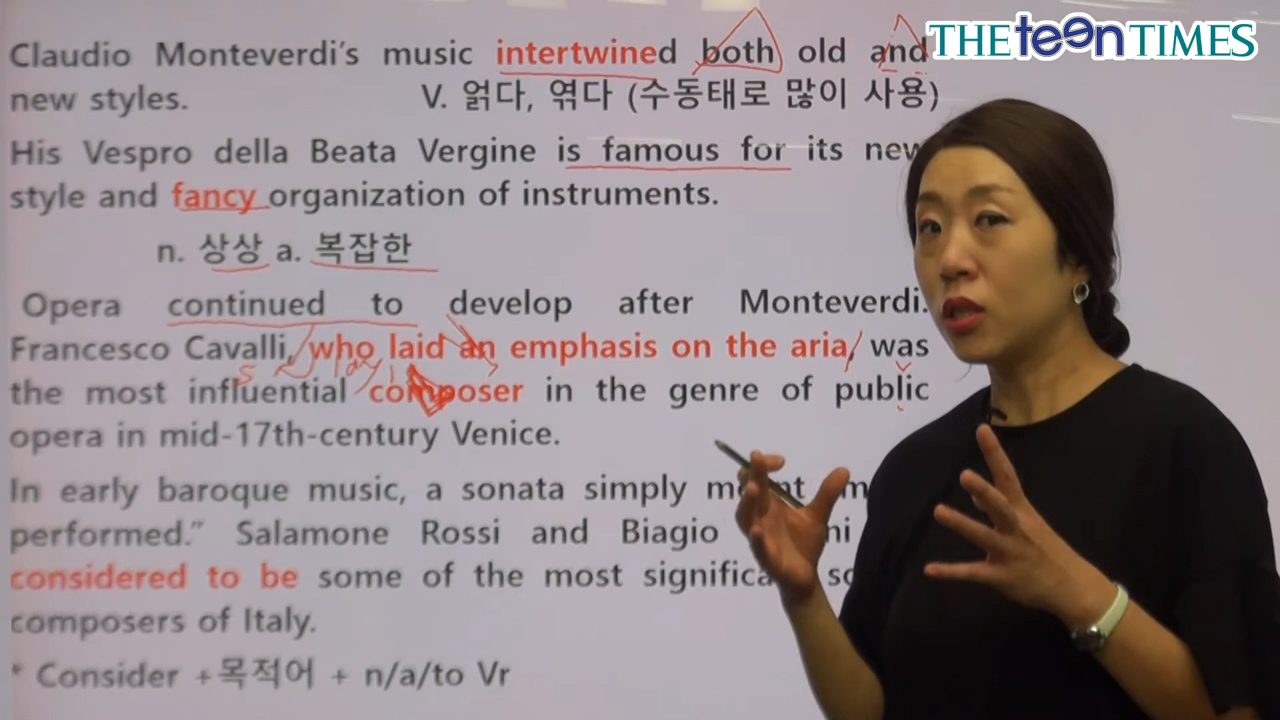 THE teen TIMES
Claudio Monteverdi's music intertwined both old and
new styles. V. 얽다, 엮다 (수동태로 많이 사용)
His Vespro della Beata Vergine is famous for its new
style and fancy organization of instruments.
n. 상상 a. 복잡한
Opera continued to develop after Monteverdi.
Francesco Cavalli, who laid an emphasis on the aria, was
the most influential composer in the genre of public
opera in mid-17th-century Venice.
In early baroque music, a sonata simply
performed.” Salamone Rossi and Biagio
considered to be some of the most
composers of Italy.
* Consider +목적어 + n/a/to Vr